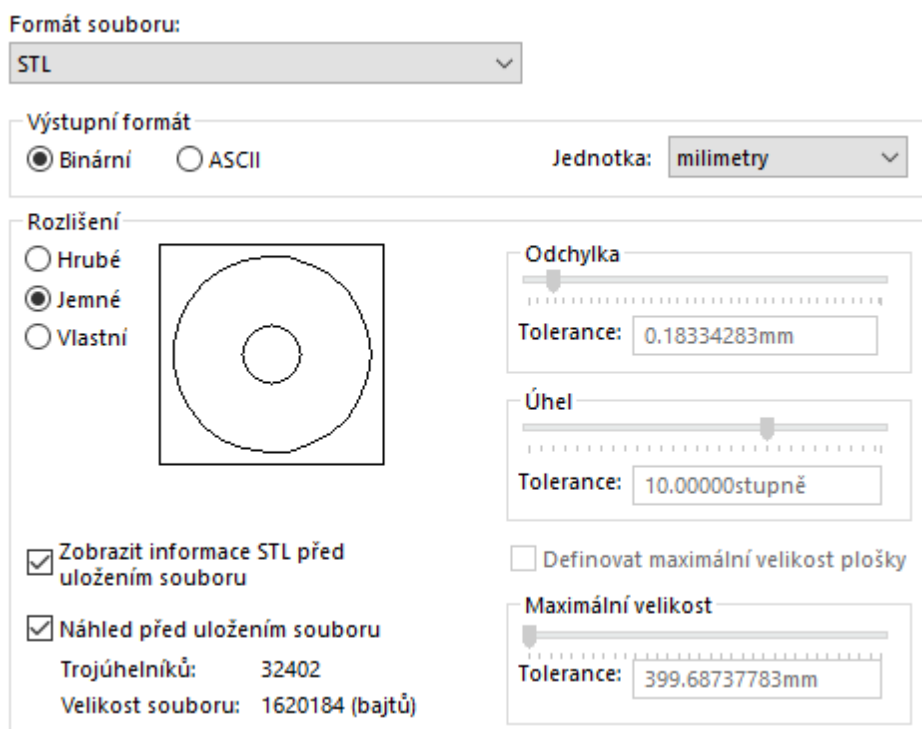 Formát souboru:
STL
Výstupní formát
Binární
ASCII
Jednotka:
milimetry
Rozlišení
Hrubé
Jemné
Vlastní
Odchylka
Tolerance:
0.18334283mm
Úhel
Tolerance:
10.00000stupně
Zobrazit informace STL před
uložením souboru
Náhled před uložením souboru
Trojúhelníků: 32402
Velikost souboru: 1620184 (bajtů)
Definovat maximální velikost plošky
Maximální velikost
Tolerance:
399.68737783mm